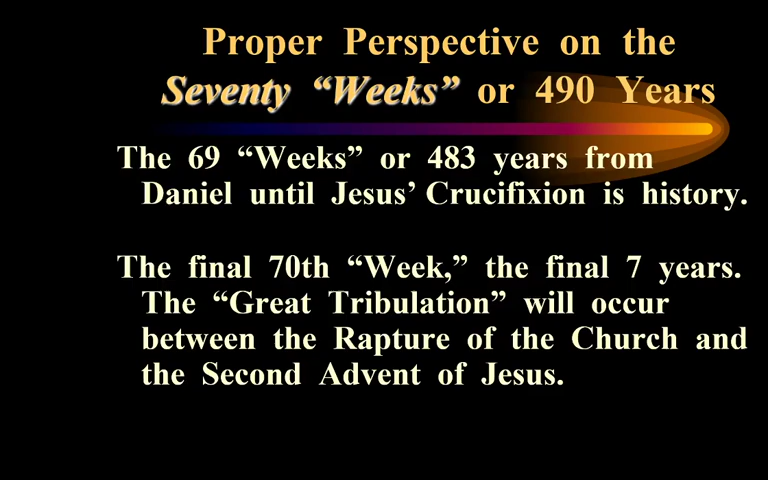 Proper Perspective on the
Seventy “Weeks” or 490 Years
The 69 “Weeks” or 483 years from
Daniel until Jesus’ Crucifixion is history.
The final 70th “Week,” the final 7 years.
The “Great Tribulation” will occur
between the Rapture of the Church and
the Second Advent of Jesus.